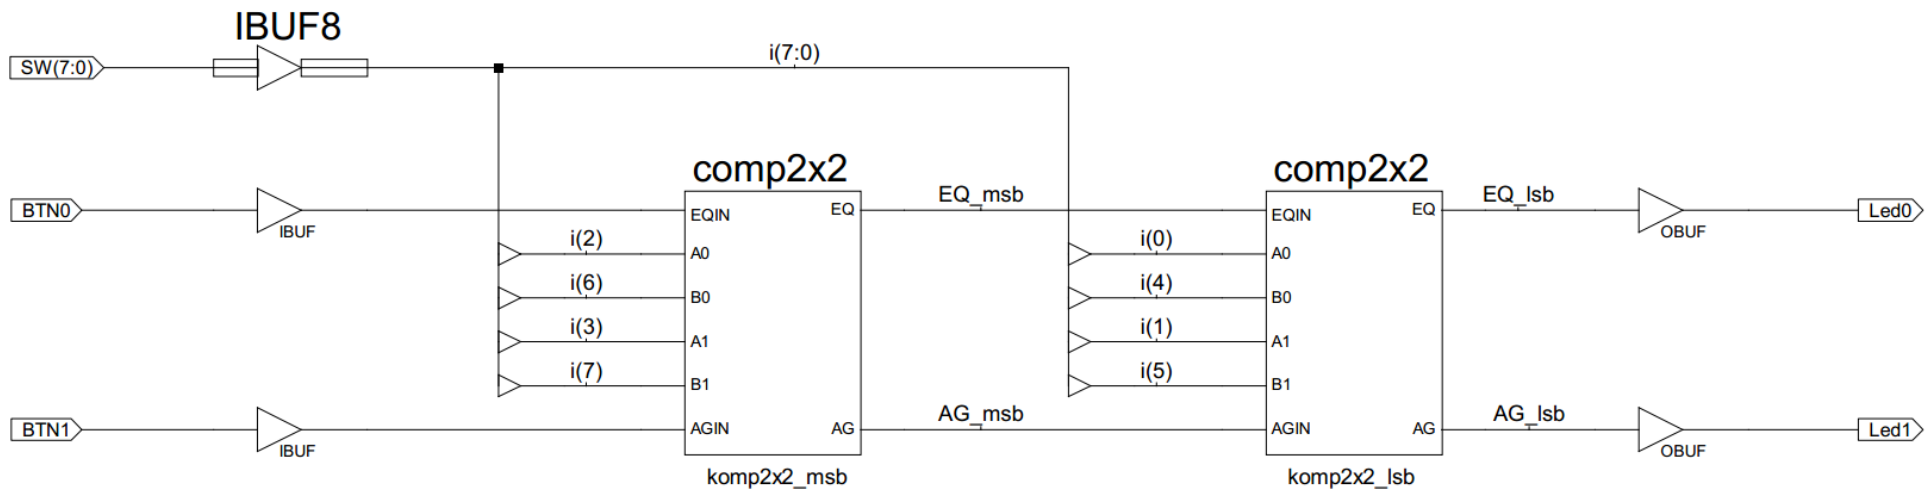 IBUF8
SW(7:0)
i(7:0)
comp2x2
comp2x2
BTN0
IBUF
EQIN
EQ
EQ_msb
EQIN
EQ
EQ_lsb
OBUF
Led0
i(2)
A0
i(0)
A0
i(6)
B0
i(4)
B0
i(3)
A1
i(1)
A1
i(7)
B1
i(5)
B1
BTN1
IBUF
AGIN
AG
AG_msb
AGIN
AG
AG_lsb
OBUF
Led1
komp2x2_msb
komp2x2_lsb